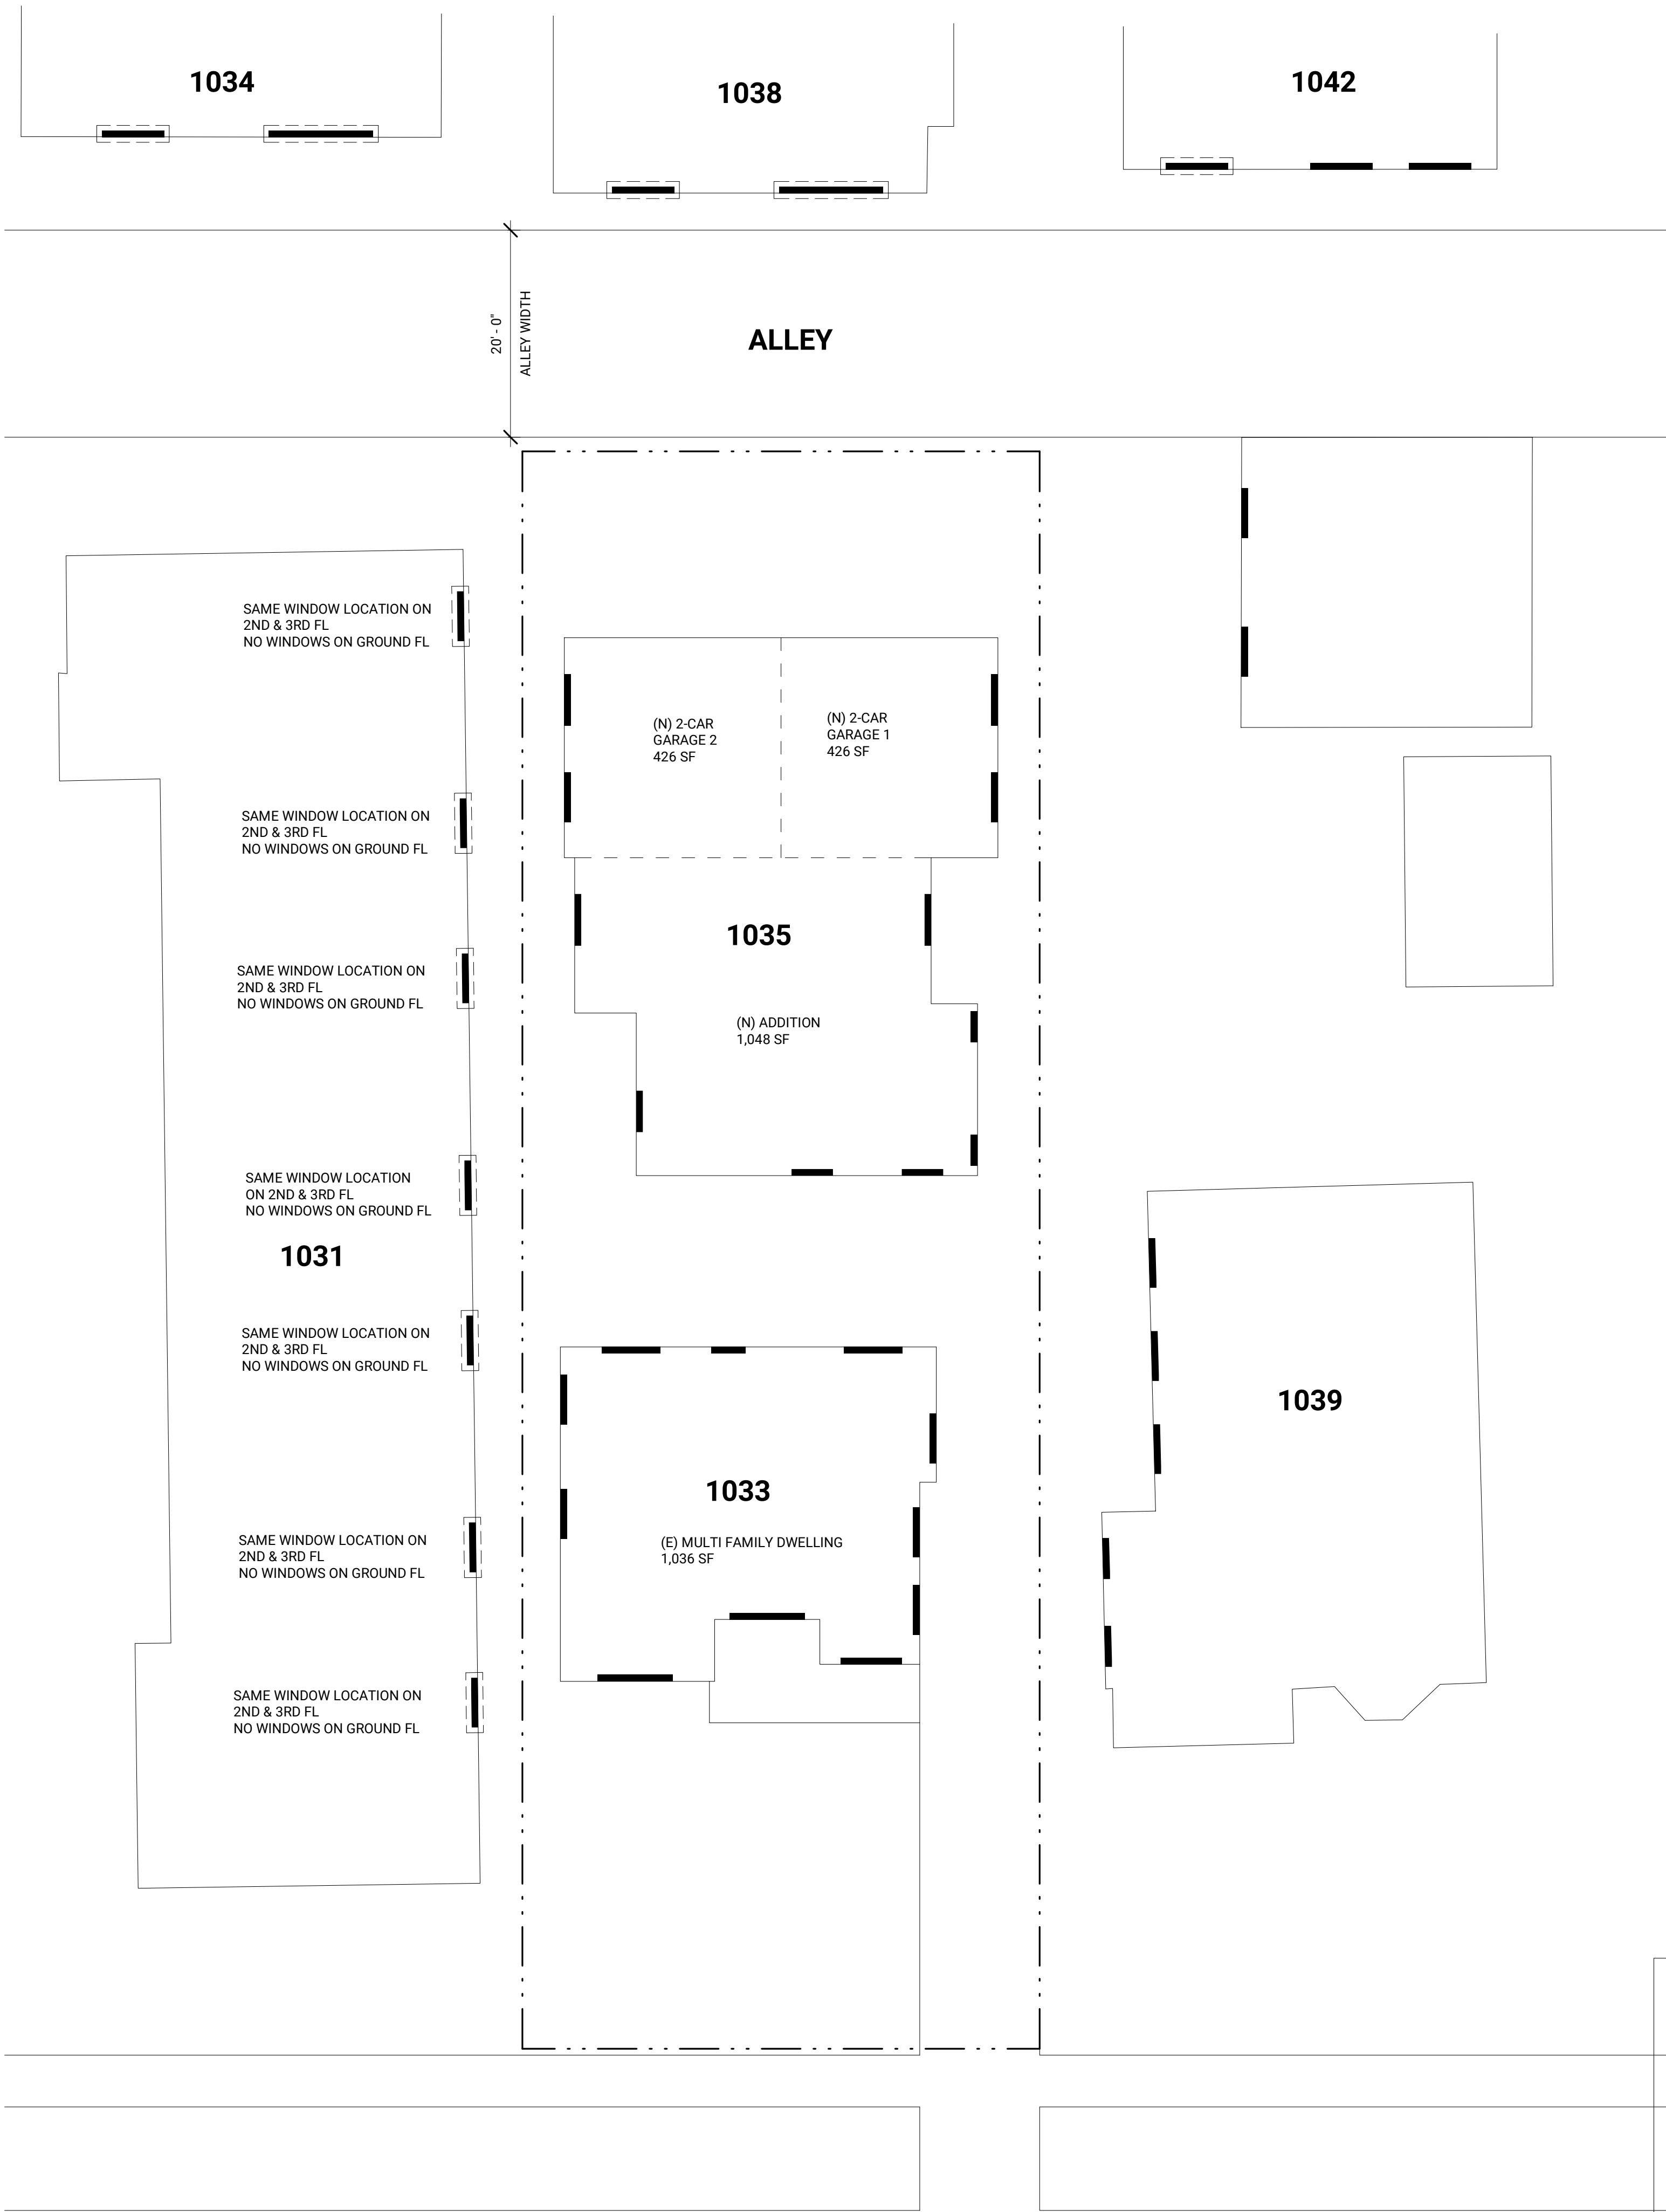 1034
1038
1042
20' - 0"
ALLEY WIDTH
ALLEY
SAME WINDOW LOCATION ON
2ND & 3RD FL
NO WINDOWS ON GROUND FL
(N) 2-CAR
GARAGE 2
426 SF
(N) 2-CAR
GARAGE 1
426 SF
SAME WINDOW LOCATION ON
2ND & 3RD FL
NO WINDOWS ON GROUND FL
1035
SAME WINDOW LOCATION ON
2ND & 3RD FL
NO WINDOWS ON GROUND FL
(N) ADDITION
1,048 SF
SAME WINDOW LOCATION
ON 2ND & 3RD FL
NO WINDOWS ON GROUND FL
1031
SAME WINDOW LOCATION ON
2ND & 3RD FL
NO WINDOWS ON GROUND FL
1039
1033
(E) MULTI FAMILY DWELLING
1,036 SF
SAME WINDOW LOCATION ON
2ND & 3RD FL
NO WINDOWS ON GROUND FL
SAME WINDOW LOCATION ON
2ND & 3RD FL
NO WINDOWS ON GROUND FL